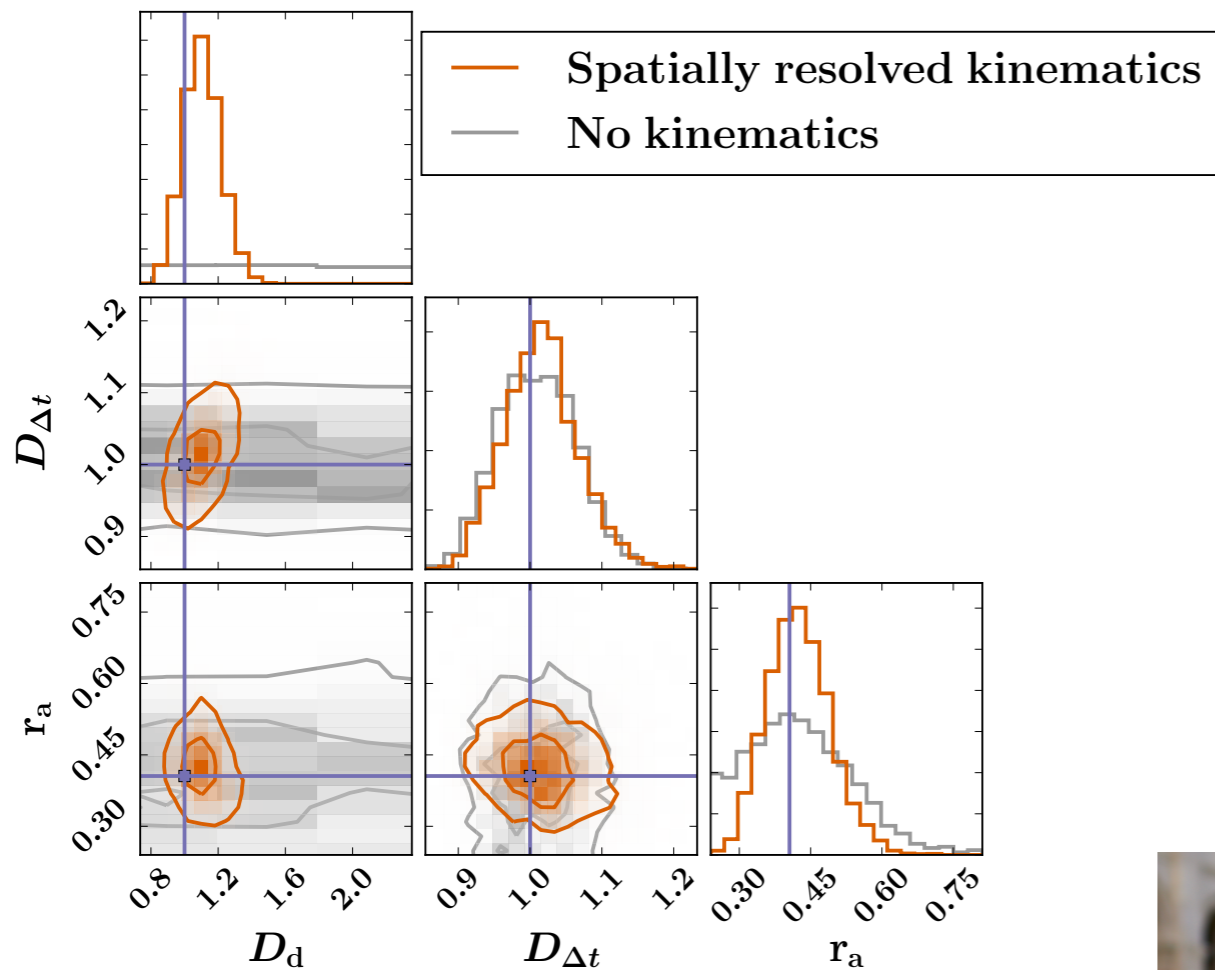 Spatially resolved kinematics
No kinematics
D_Δt
1.2
1.1
1.0
0.9
r_a
0.75
0.60
0.45
0.30
0.8 1.2 1.6 2.0
0.9 1.0 1.1 1.2
0.30 0.45 0.60 0.75
D_d
D_Δt
r_a